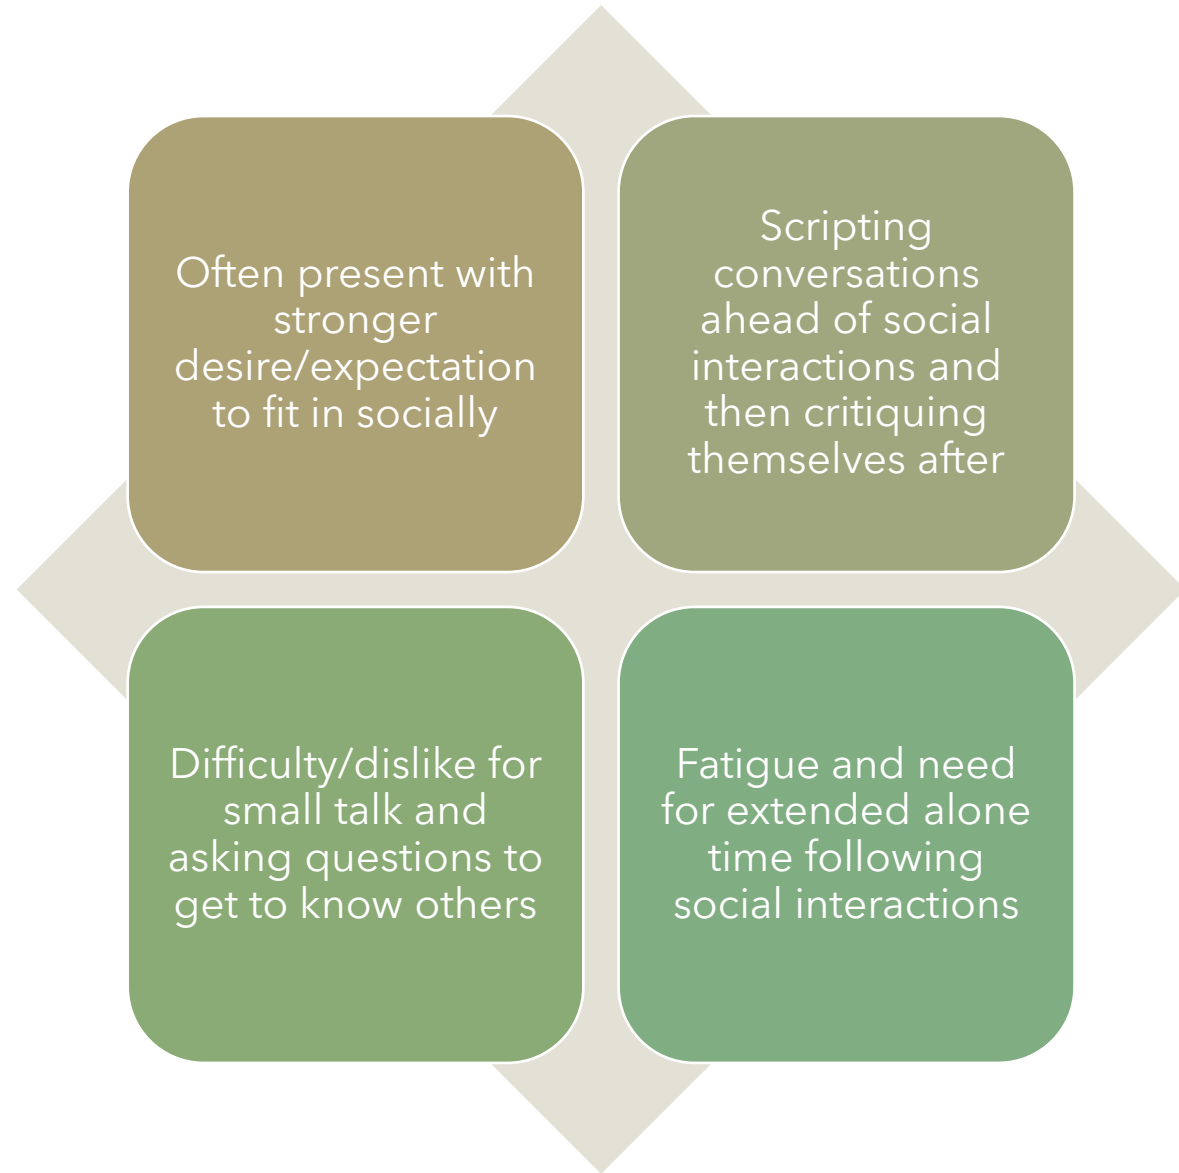 Often present with
stronger
desire/expectation
to fit in socially
Scripting
conversations
ahead of social
interactions and
then critiquing
themselves after
Difficulty/dislike for
small talk and
asking questions to
get to know others
Fatigue and need
for extended alone
time following
social interactions